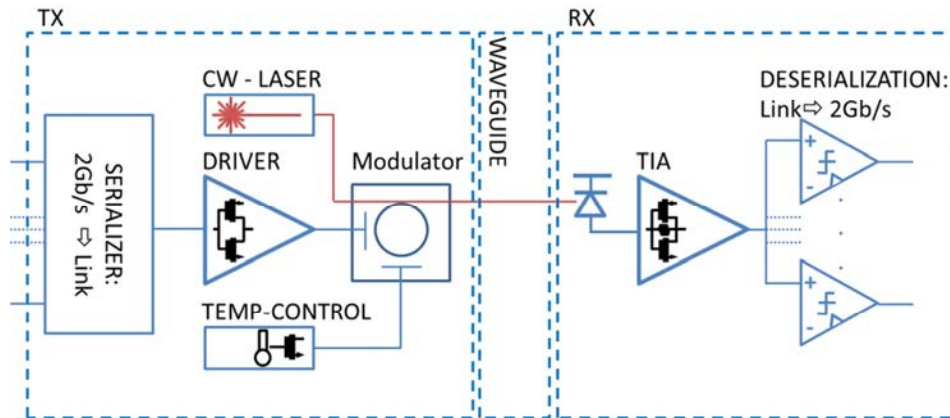 TX
RX
WAVEGUIDE
CW - LASER
DESERIALIZATION:
Link⇨ 2Gb/s
SERIALIZER:
2Gb/s ⇨ Link
DRIVER
Modulator
TIA
TEMP-CONTROL
+
-
+
-